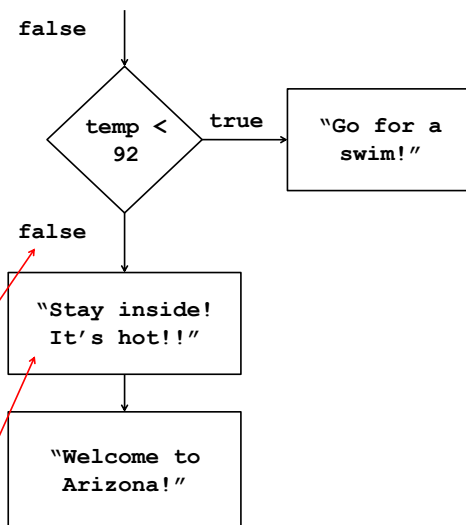 false
temp <
92
true
“Go for a
swim!”
false
“Stay inside!
It’s hot!!”
“Welcome to
Arizona!”